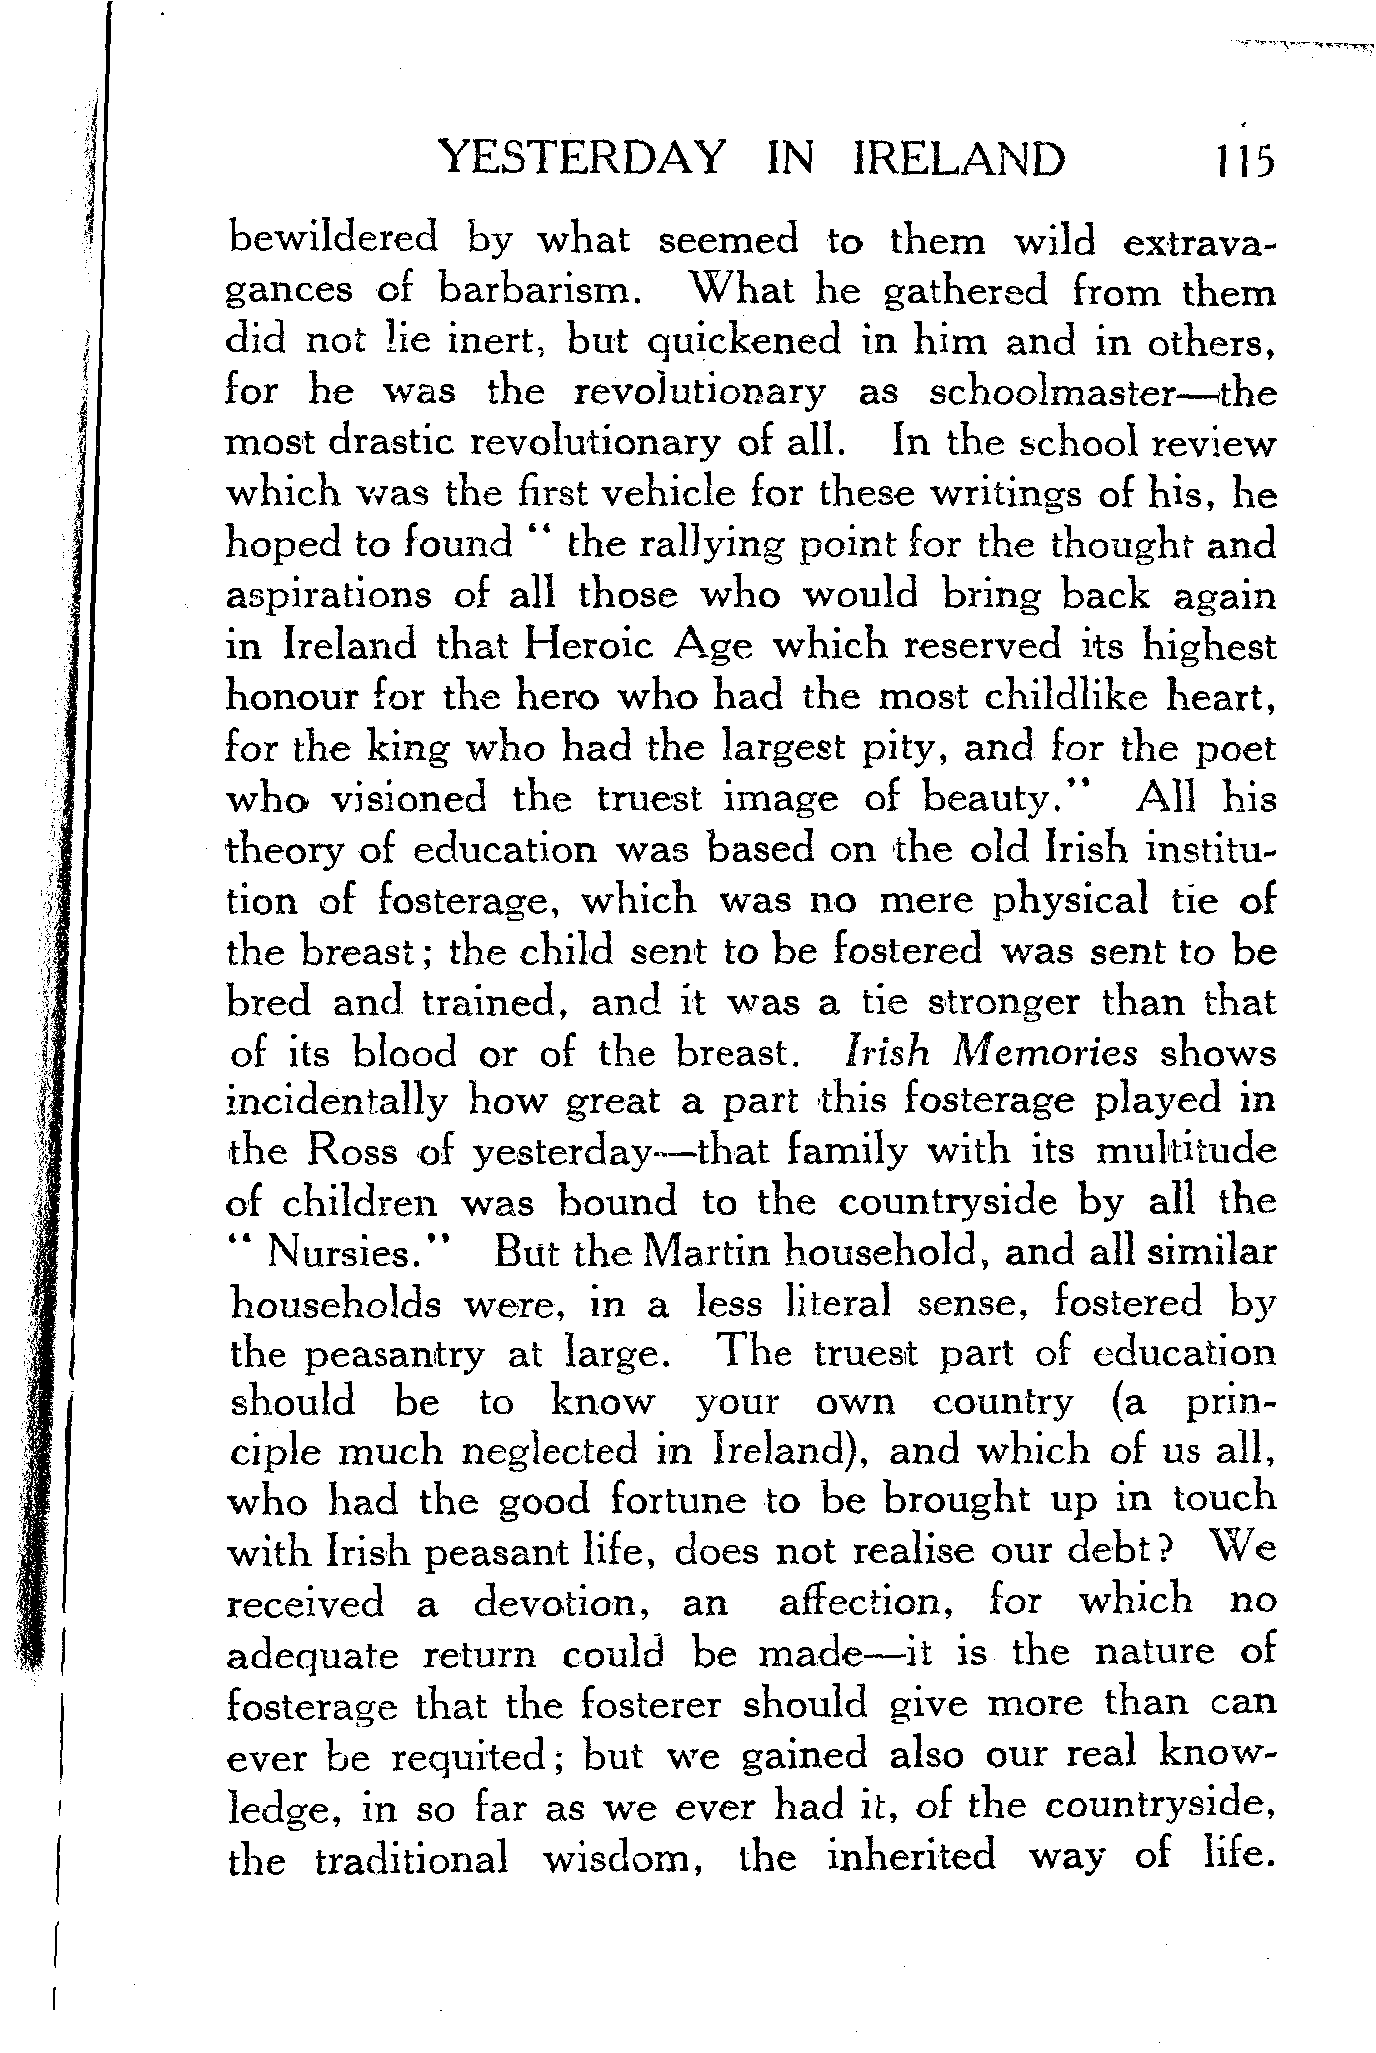 YESTERDAY IN IRELAND 115
bewildered by what seemed to them wild extrava-
gances of barbarism. What he gathered from them
did not lie inert, but quickened in him and in others,
for he was the revolutionary as schoolmaster—the
most drastic revolutionary of all. In the school review
which was the first vehicle for these writings of his, he
hoped to found “ the rallying point for the thought and
aspirations of all those who would bring back again
in Ireland that Heroic Age which reserved its highest
honour for the hero who had the most childlike heart,
for the king who had the largest pity, and for the poet
who visioned the truest image of beauty.” All his
theory of education was based on the old Irish institu-
tion of fosterage, which was no mere physical tie of
the breast; the child sent to be fostered was sent to be
bred and trained, and it was a tie stronger than that
of its blood or of the breast. Irish Memories shows
incidentally how great a part this fosterage played in
the Ross of yesterday—that family with its multitude
of children was bound to the countryside by all the
“ Nursies.” But the Martin household, and all similar
households were, in a less literal sense, fostered by
the peasantry at large. The truest part of education
should be to know your own country (a prin-
ciple much neglected in Ireland), and which of us all,
who had the good fortune to be brought up in touch
with Irish peasant life, does not realise our debt? We
received a devotion, an affection, for which no
adequate return could be made—it is the nature of
fosterage that the fosterer should give more than can
ever be requited; but we gained also our real know-
ledge, in so far as we ever had it, of the countryside,
the traditional wisdom, the inherited way of life.